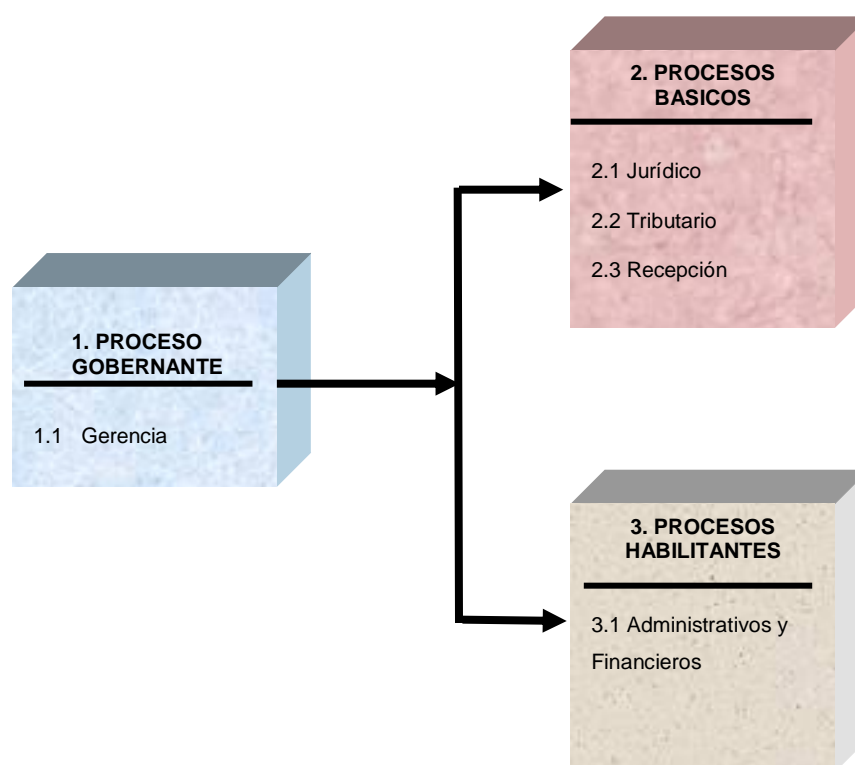 1. PROCESO
GOBERNANTE
1.1 Gerencia
2. PROCESOS
BASICOS
2.1 Jurídico
2.2 Tributario
2.3 Recepción
3. PROCESOS
HABILITANTES
3.1 Administrativos y
Financieros